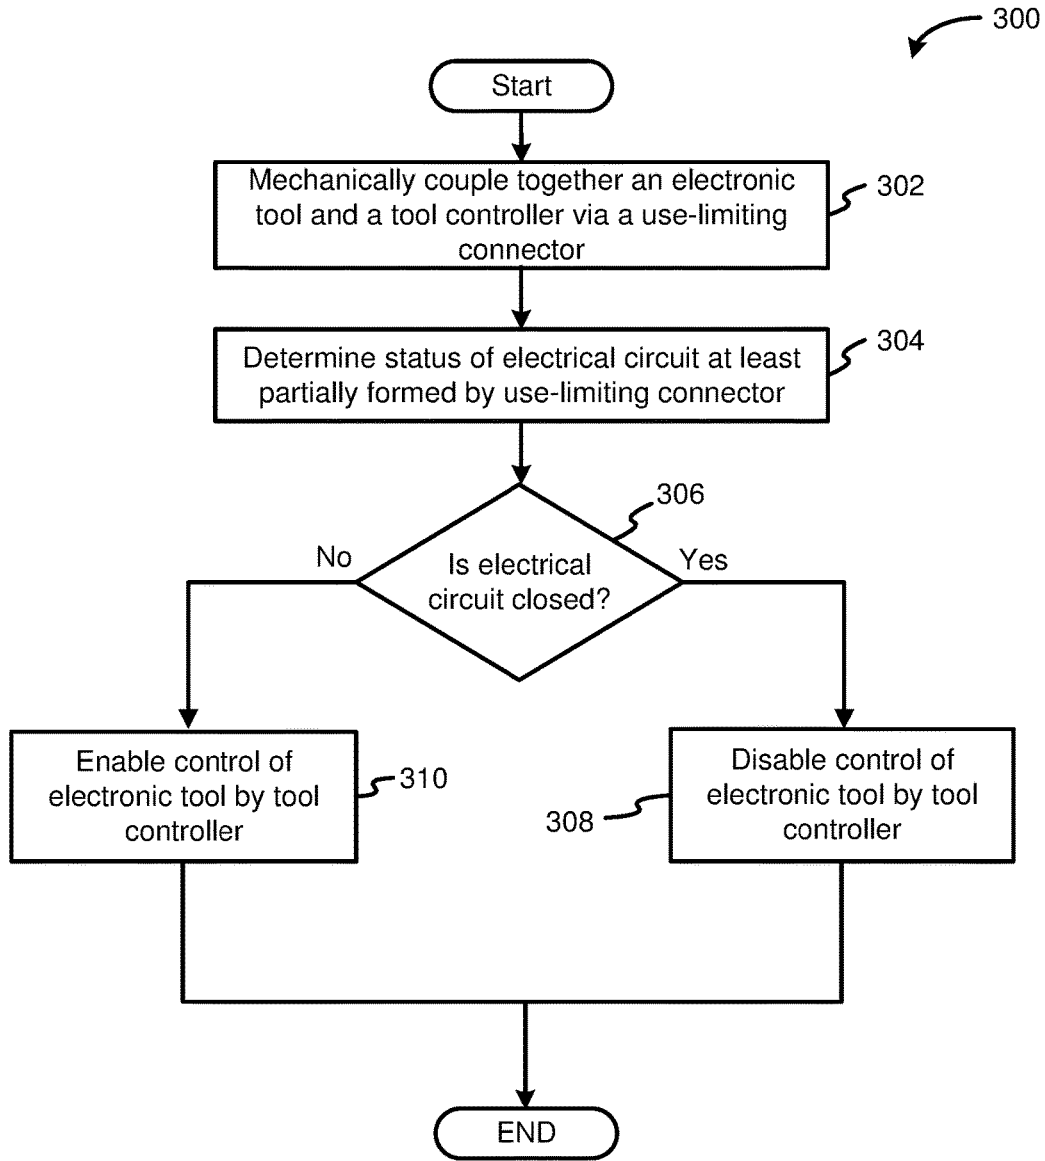 300
Start
Mechanically couple together an electronic
tool and a tool controller via a use-limiting
connector
302
Determine status of electrical circuit at least
partially formed by use-limiting connector
304
306
No
Is electrical
circuit closed?
Yes
Enable control of
electronic tool by tool
controller
310
308
Disable control of
electronic tool by tool
controller
END